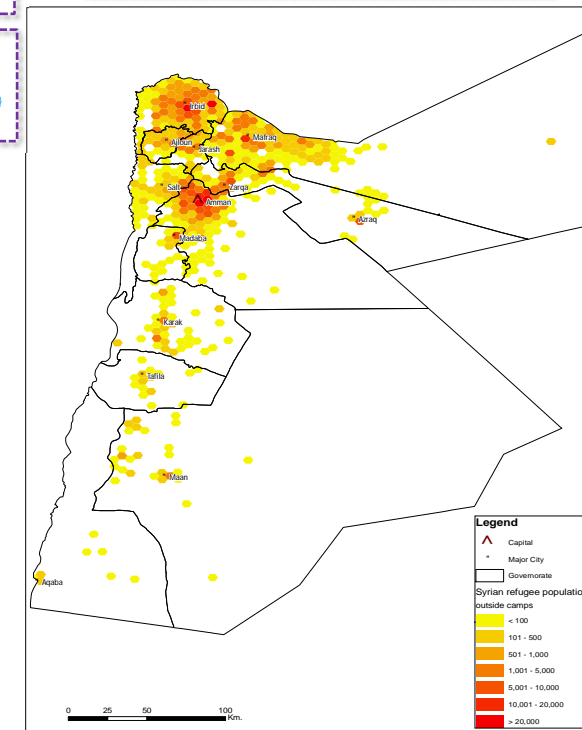 Irbid
Mafraq
Ajloun
Jarash
Salt
Zarqa
Amman
Azraq
Madaba
Karak
Tafila
Maan
Aqaba
Legend
Capital
Major City
Governorate
Syrian refugee populatio
outside camps
< 100
101 - 500
501 - 1,000
1,001 - 5,000
5,001 - 10,000
10,001 - 20,000
> 20,000
0 25 50 100
Km.